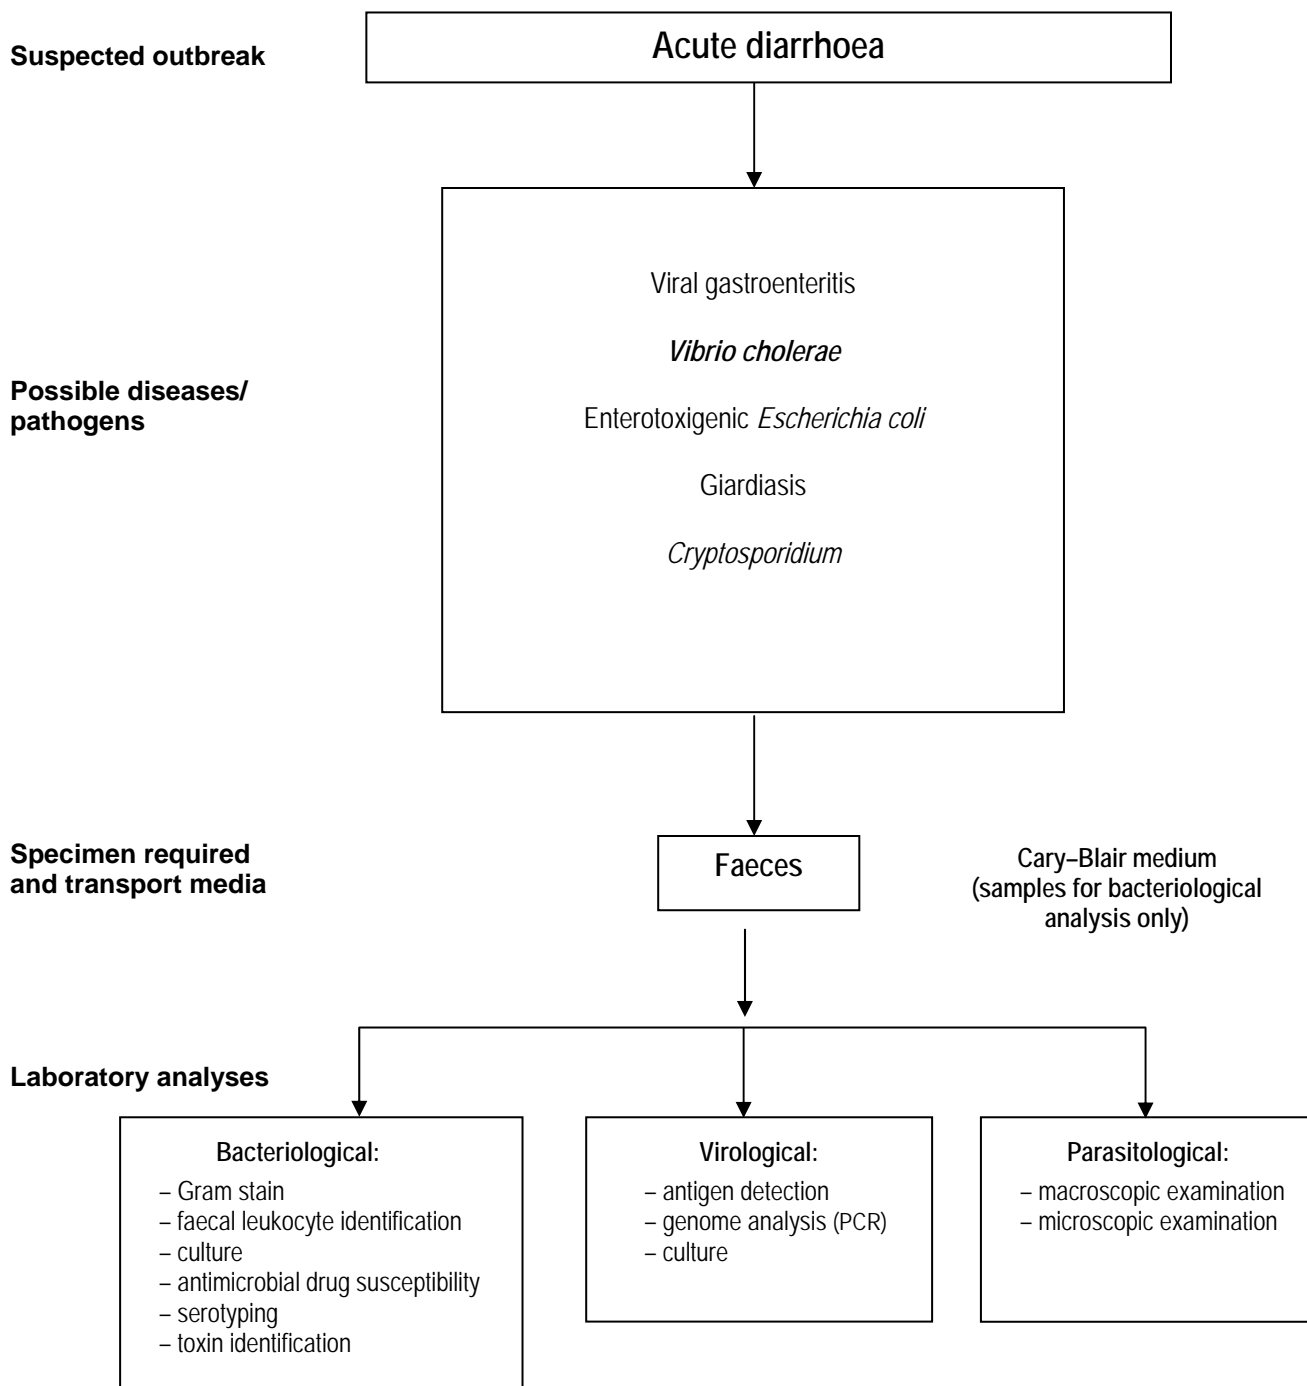 Suspected outbreak
Acute diarrhoea
Possible diseases/
pathogens
Viral gastroenteritis
Vibrio cholerae
Enterotoxigenic Escherichia coli
Giardiasis
Cryptosporidium
Specimen required
and transport media
Faeces
Cary–Blair medium
(samples for bacteriological
analysis only)
Laboratory analyses
Bacteriological:
– Gram stain
– faecal leukocyte identification
– culture
– antimicrobial drug susceptibility
– serotyping
– toxin identification
Virological:
– antigen detection
– genome analysis (PCR)
– culture
Parasitological:
– macroscopic examination
– microscopic examination